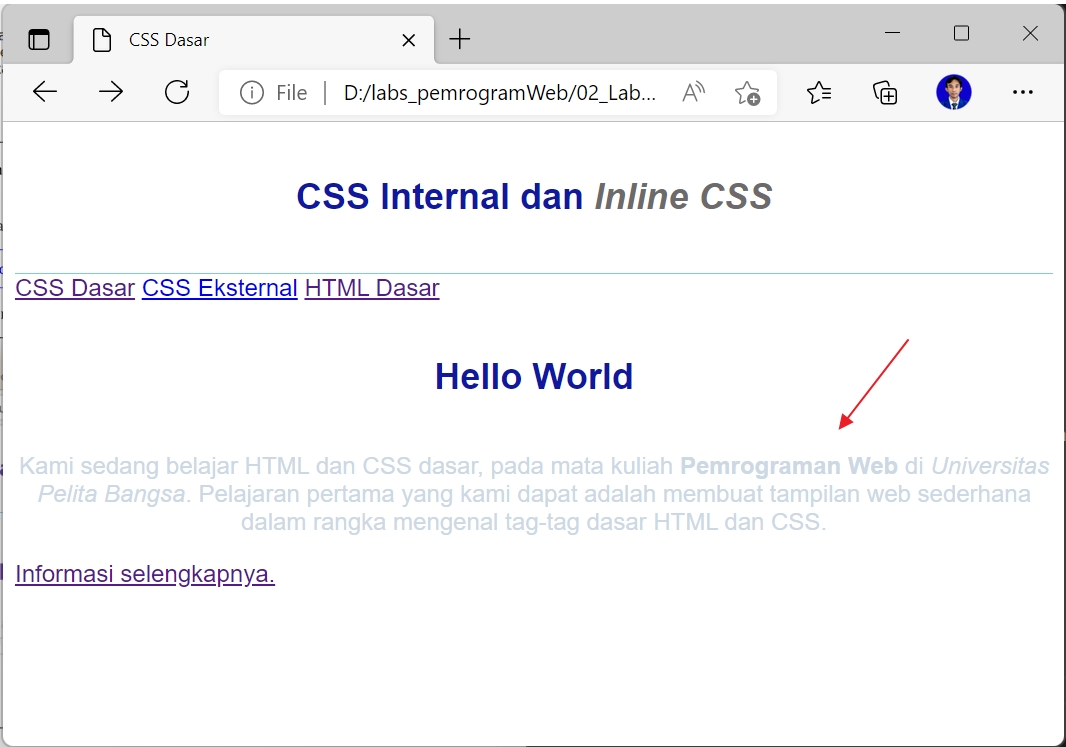 CSS Dasar
File D:/labs_pemrogramWeb/02_Lab...
CSS Internal dan Inline CSS
CSS Dasar CSS Eksternal HTML Dasar
Hello World
Kami sedang belajar HTML dan CSS dasar, pada mata kuliah Pemrograman Web di Universitas
Pelita Bangsa. Pelajaran pertama yang kami dapat adalah membuat tampilan web sederhana
dalam rangka mengenal tag-tag dasar HTML dan CSS.
Informasi selengkapnya.